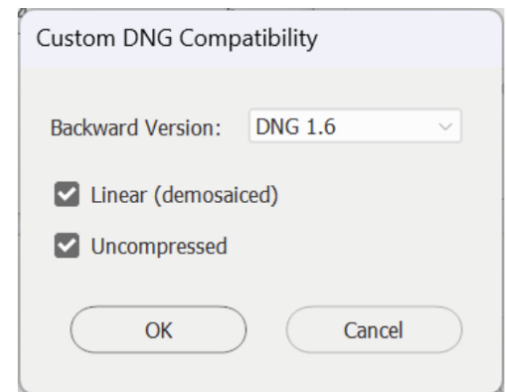 Custom DNG Compatibility
Backward Version: DNG 1.6
Linear (demosaiced)
Uncompressed
OK Cancel